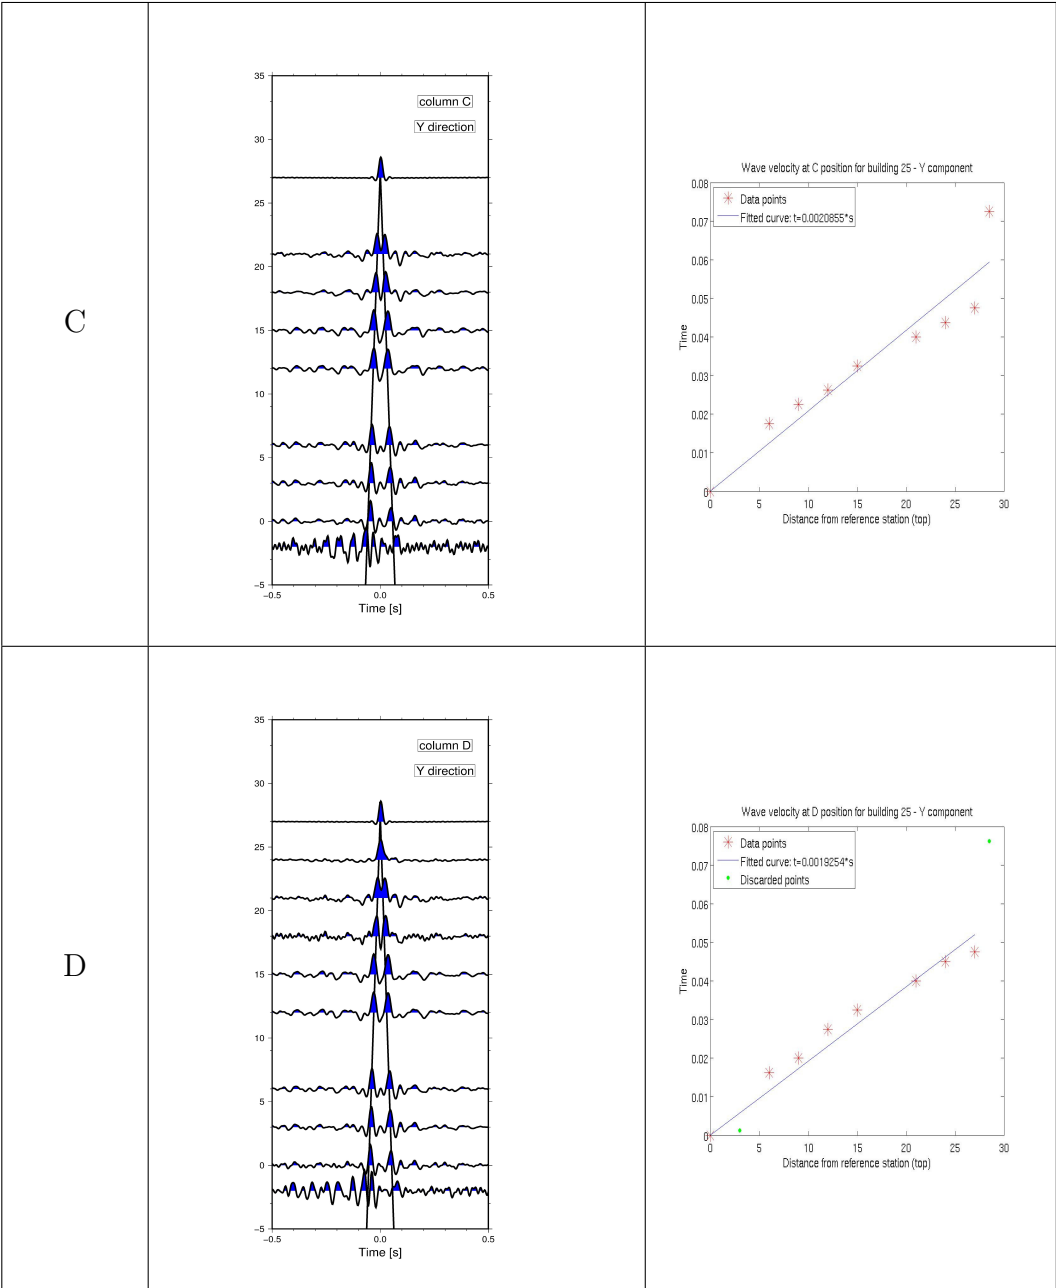 C
35
30
25
20
15
10
5
0
−5
column C
Y direction
−0.5 0.0 0.5
Time [s]
Wave velocity at C position for building 25 - Y component
0.08
0.07
0.06
0.05
0.04
0.03
0.02
0.01
0
Time
Data points
Fitted curve: t=0.0020855*s
0 5 10 15 20 25 30
Distance from reference station (top)
D
35
30
25
20
15
10
5
0
−5
column D
Y direction
−0.5 0.0 0.5
Time [s]
Wave velocity at D position for building 25 - Y component
0.08
0.07
0.06
0.05
0.04
0.03
0.02
0.01
0
Time
Data points
Fitted curve: t=0.0019254*s
Discarded points
0 5 10 15 20 25 30
Distance from reference station (top)